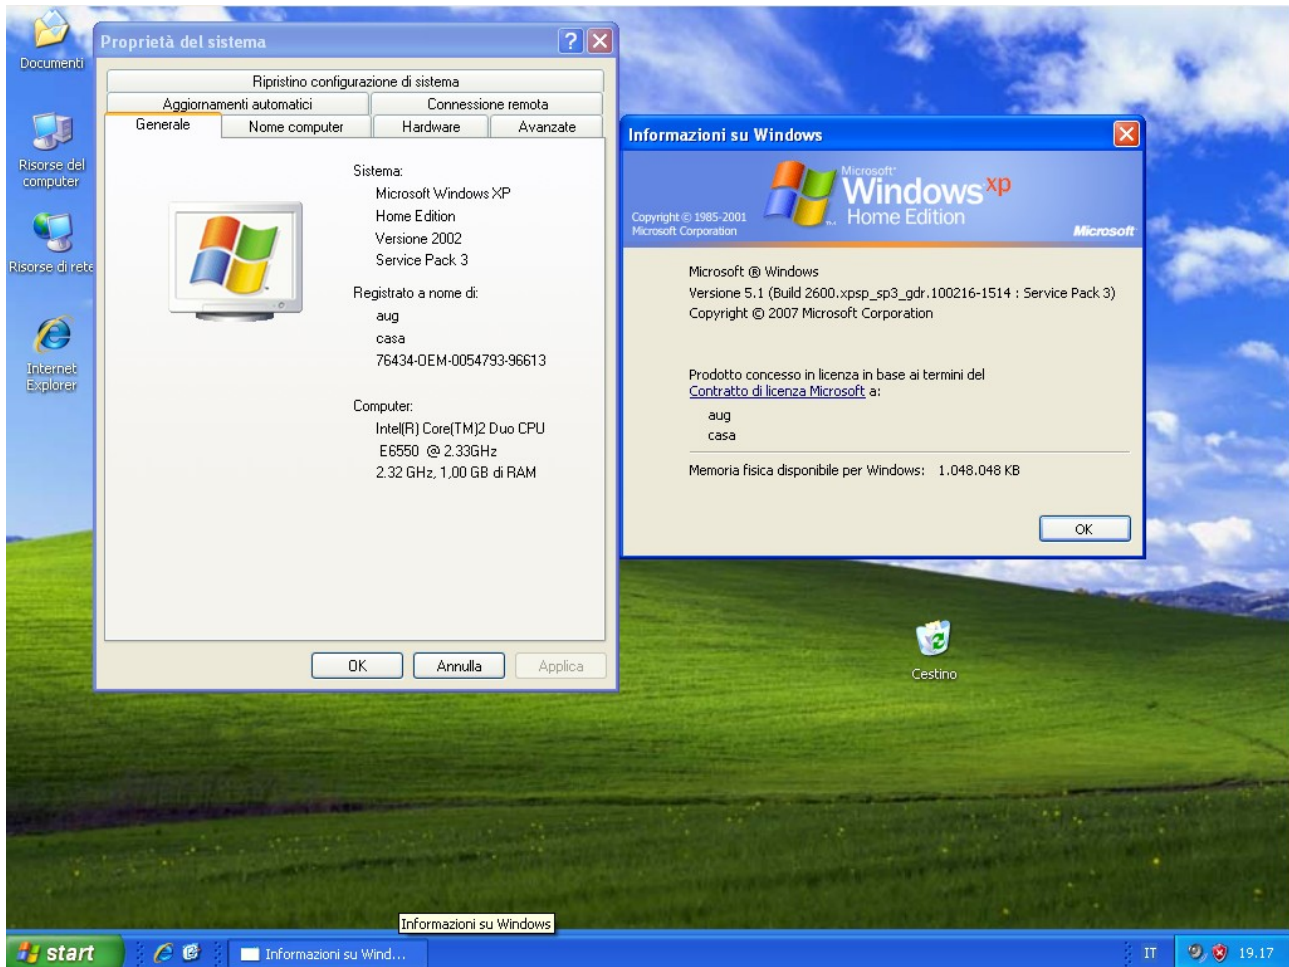 Documenti
Risorse del
computer
Risorse di rete
Internet
Explorer
Proprietà del sistema
Ripristino configurazione di sistema
Aggiornamenti automatici
Connessione remota
Generale
Nome computer
Hardware
Avanzate
Sistema:
Microsoft Windows XP
Home Edition
Versione 2002
Service Pack 3
Registrato a nome di:
aug
casa
76434-OEM-0054793-96613
Computer:
Intel(R) Core(TM)2 Duo CPU
E6550 @ 2.33GHz
2.32 GHz, 1,00 GB di RAM
OK
Annulla
Applica
Informazioni su Windows
Copyright © 1985-2001
Microsoft Corporation
Microsoft
Windows xp
Home Edition
Microsoft
Microsoft ® Windows
Versione 5.1 (Build 2600.xpsp_sp3_gdr.100216-1514 : Service Pack 3)
Copyright © 2007 Microsoft Corporation
Prodotto concesso in licenza in base ai termini del
Contratto di licenza Microsoft a:
aug
casa
Memoria fisica disponibile per Windows: 1.048.048 KB
OK
Cestino
Informazioni su Windows
start
Informazioni su Wind...
IT
19.17